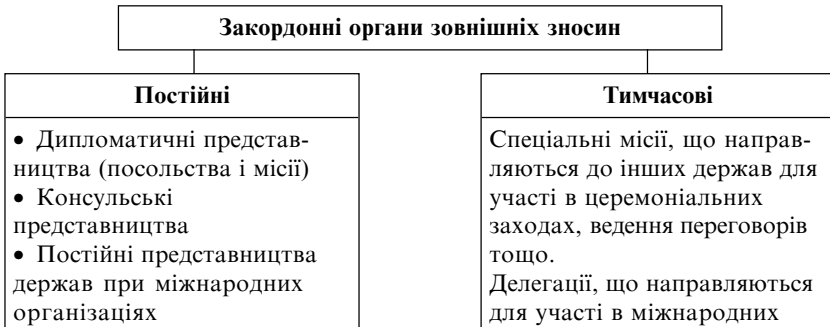 Закордонні органи зовнішніх зносин
Постійні
• Дипломатичні представ-
ництва (посольства і місії)
• Консульські
представництва
• Постійні представництва
держав при міжнародних
організаціях
Тимчасові
Спеціальні місії, що направ-
ляються до інших держав для
участі в церемоніальних
заходах, ведення переговорів
тощо.
Делегації, що направляються
для участі в міжнародних